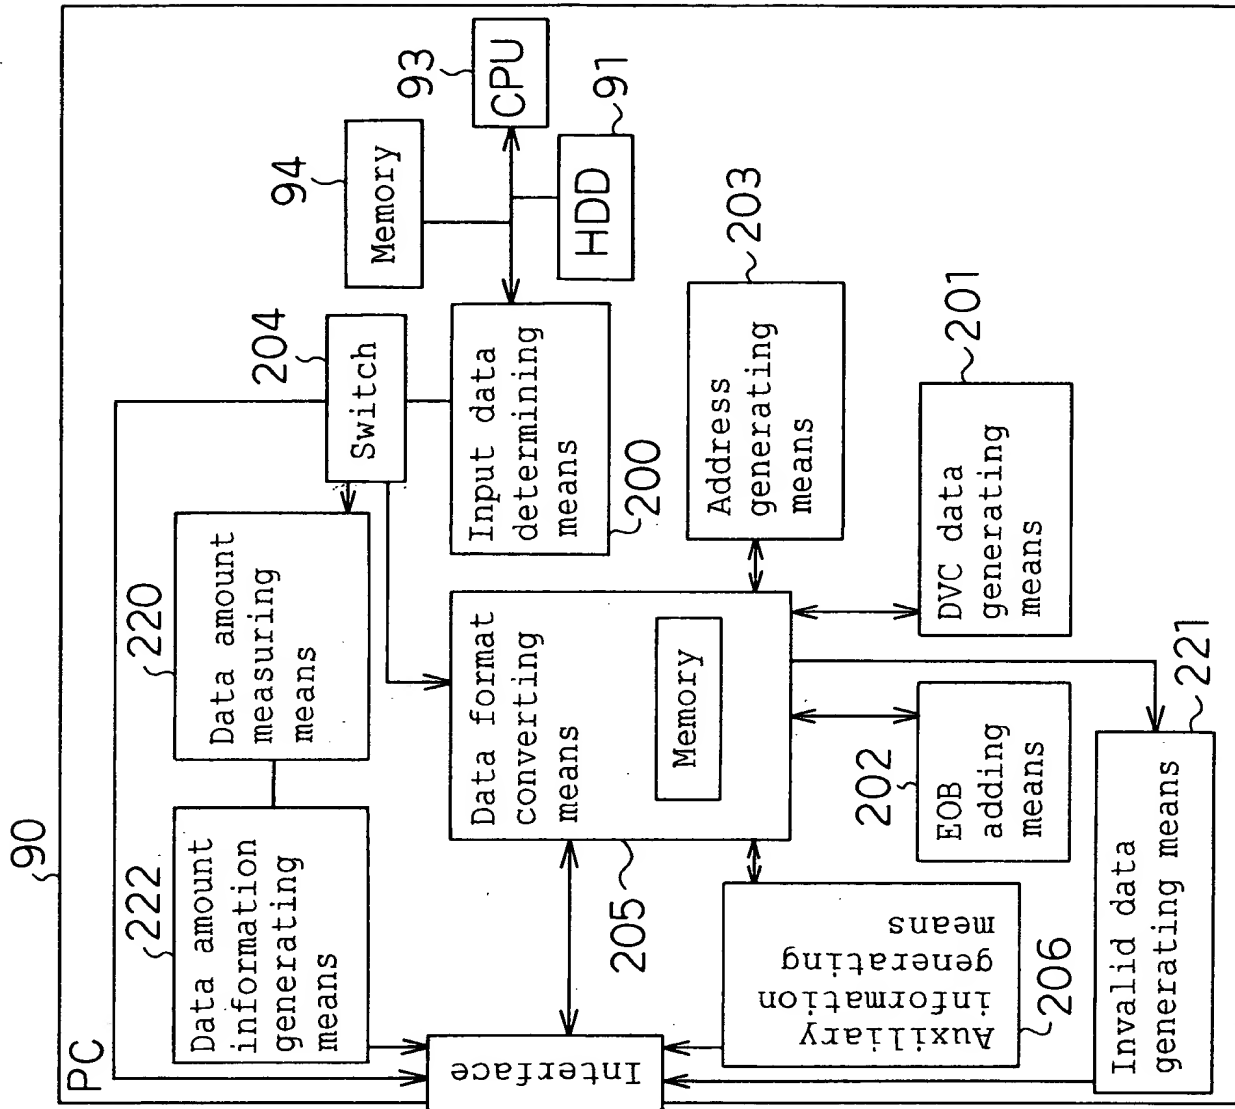 90
PC
222
Data amount
information
generating
means
220
Data amount
measuring
means
204
Switch
94
Memory
93
CPU
91
HDD
Input data
determining
means
200
Interface
205
Data format
converting
means
Memory
203
Address
generating
means
Auxiliary
information
generating
means
206
202
EOB
adding
means
201
DVC data
generating
means
221
Invalid data
generating means